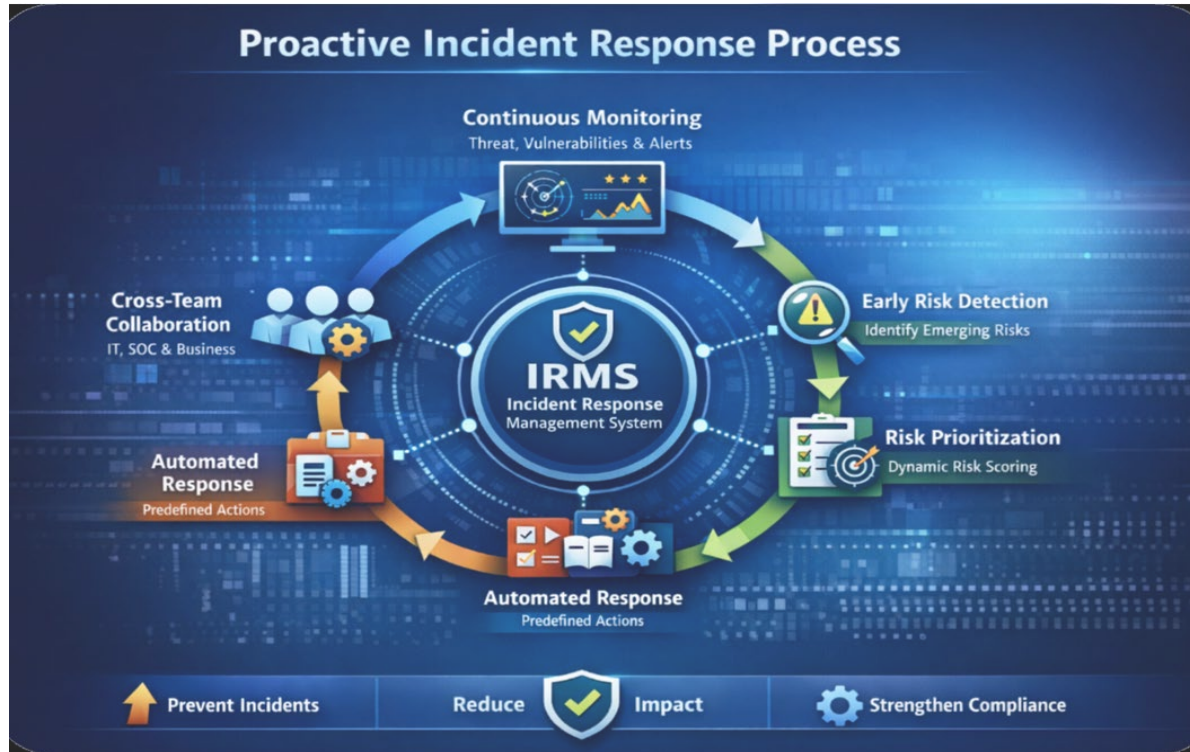 Proactive Incident Response Process
Continuous Monitoring
Threat, Vulnerabilities & Alerts
Early Risk Detection
Identify Emerging Risks
Risk Prioritization
Dynamic Risk Scoring
Automated Response
Predefined Actions
Automated
Response
Predefined Actions
Cross-Team
Collaboration
IT, SOC & Business
IRMS
Incident Response
Management System
Prevent Incidents
Reduce Impact
Strengthen Compliance